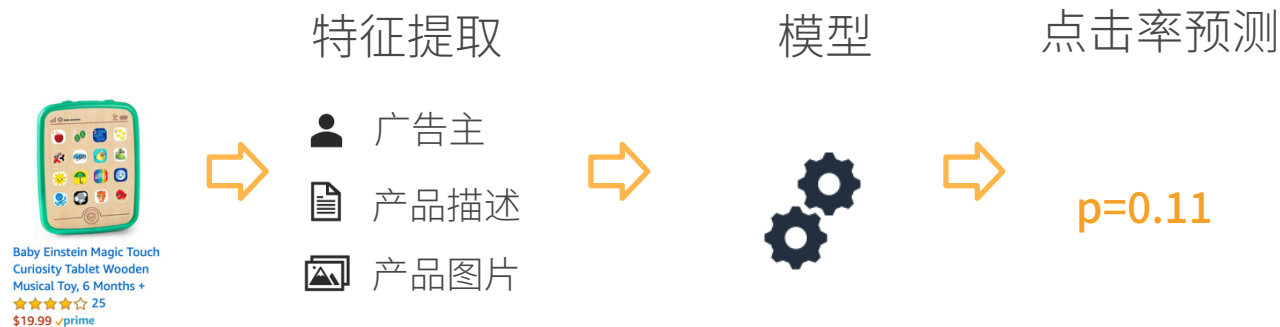 特征提取
模型
点击率预测
广告主
产品描述
产品图片
p=0.11
Baby Einstein Magic Touch
Curiosity Tablet Wooden
Musical Toy, 6 Months +
25
$19.99 prime